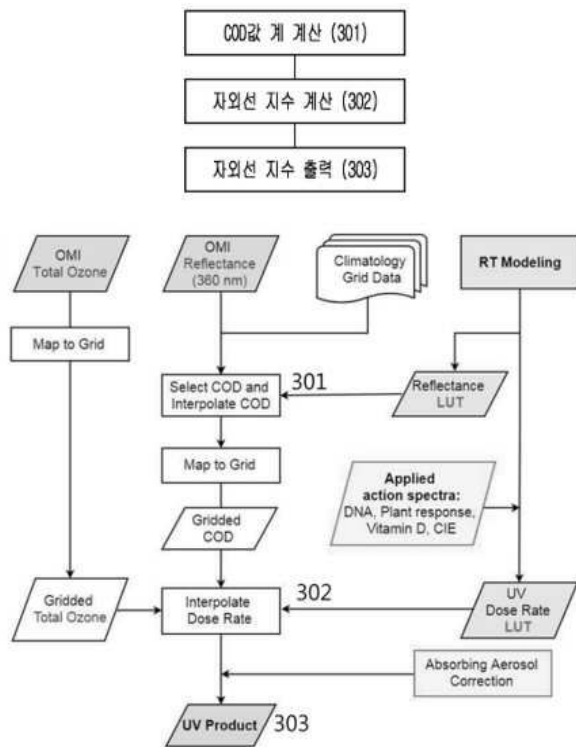 COD값 계 계산 (301)
자외선 지수 계산 (302)
자외선 지수 출력 (303)
OMI
Total Ozone
OMI
Reflectance
(360 nm)
Climatology
Grid Data
RT Modeling
Map to Grid
Select COD and
Interpolate COD
301
Reflectance
LUT
Map to Grid
Applied
action spectra:
DNA, Plant response,
Vitamin D, CIE
Gridded
COD
Gridded
Total Ozone
Interpolate
Dose Rate
302
UV
Dose Rate
LUT
Absorbing Aerosol
Correction
UV Product
303